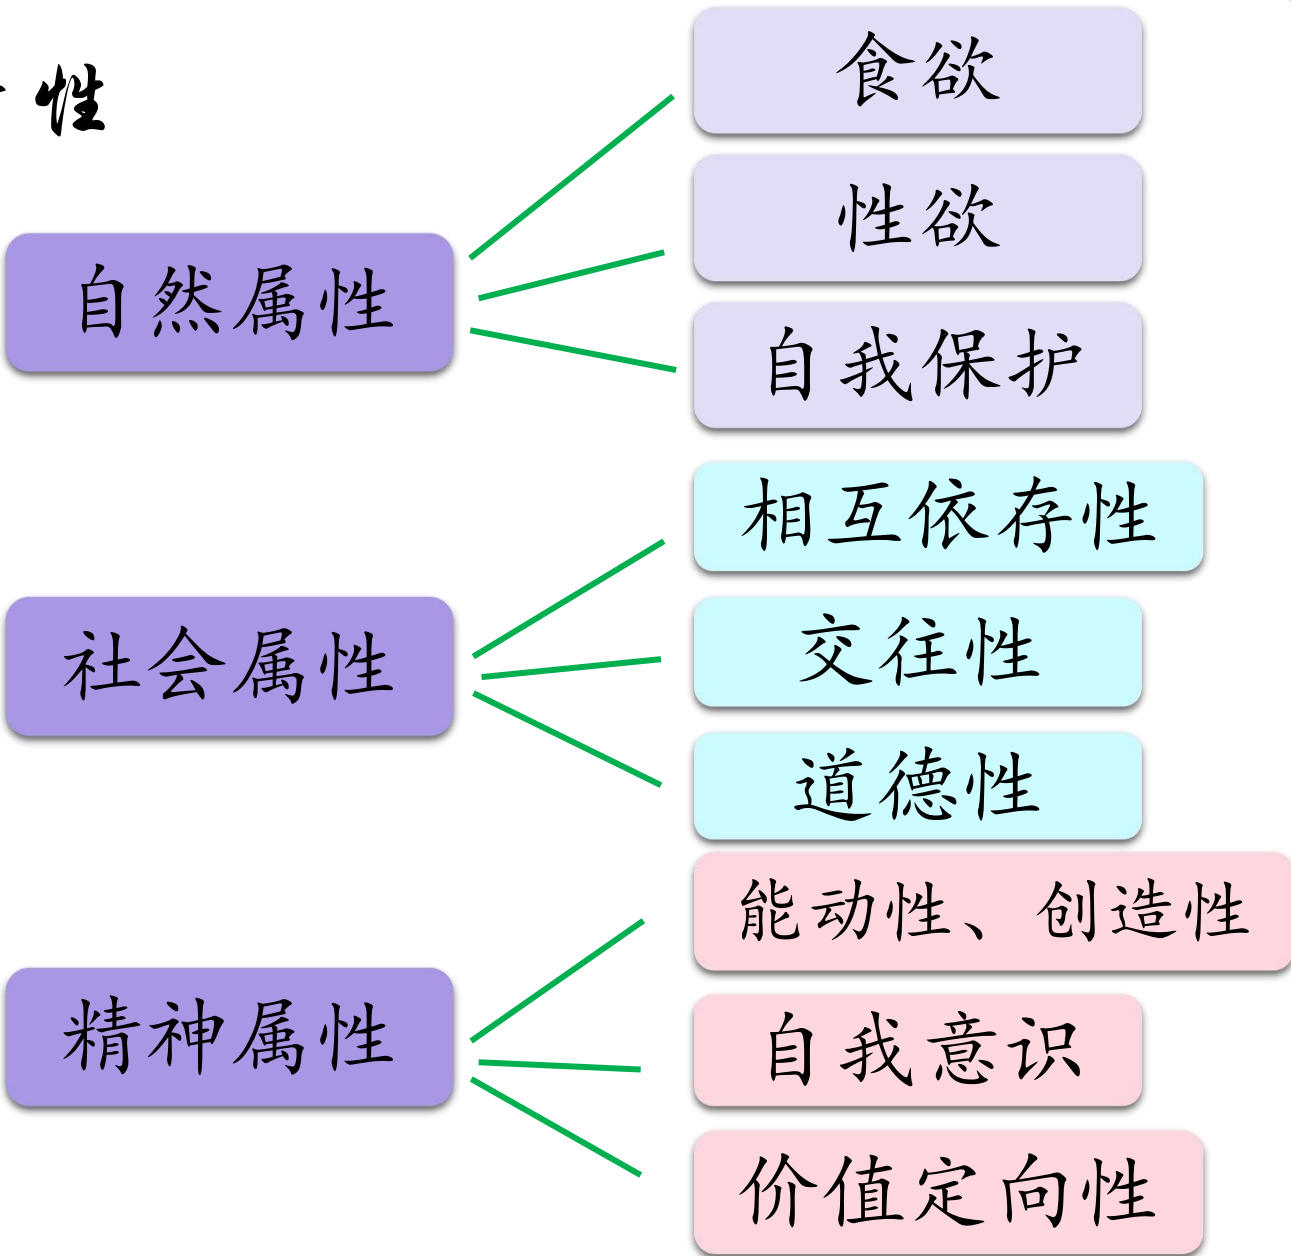 性
自然属性
食欲
性欲
自我保护
社会属性
相互依存性
交往性
道德性
精神属性
能动性、创造性
自我意识
价值定向性